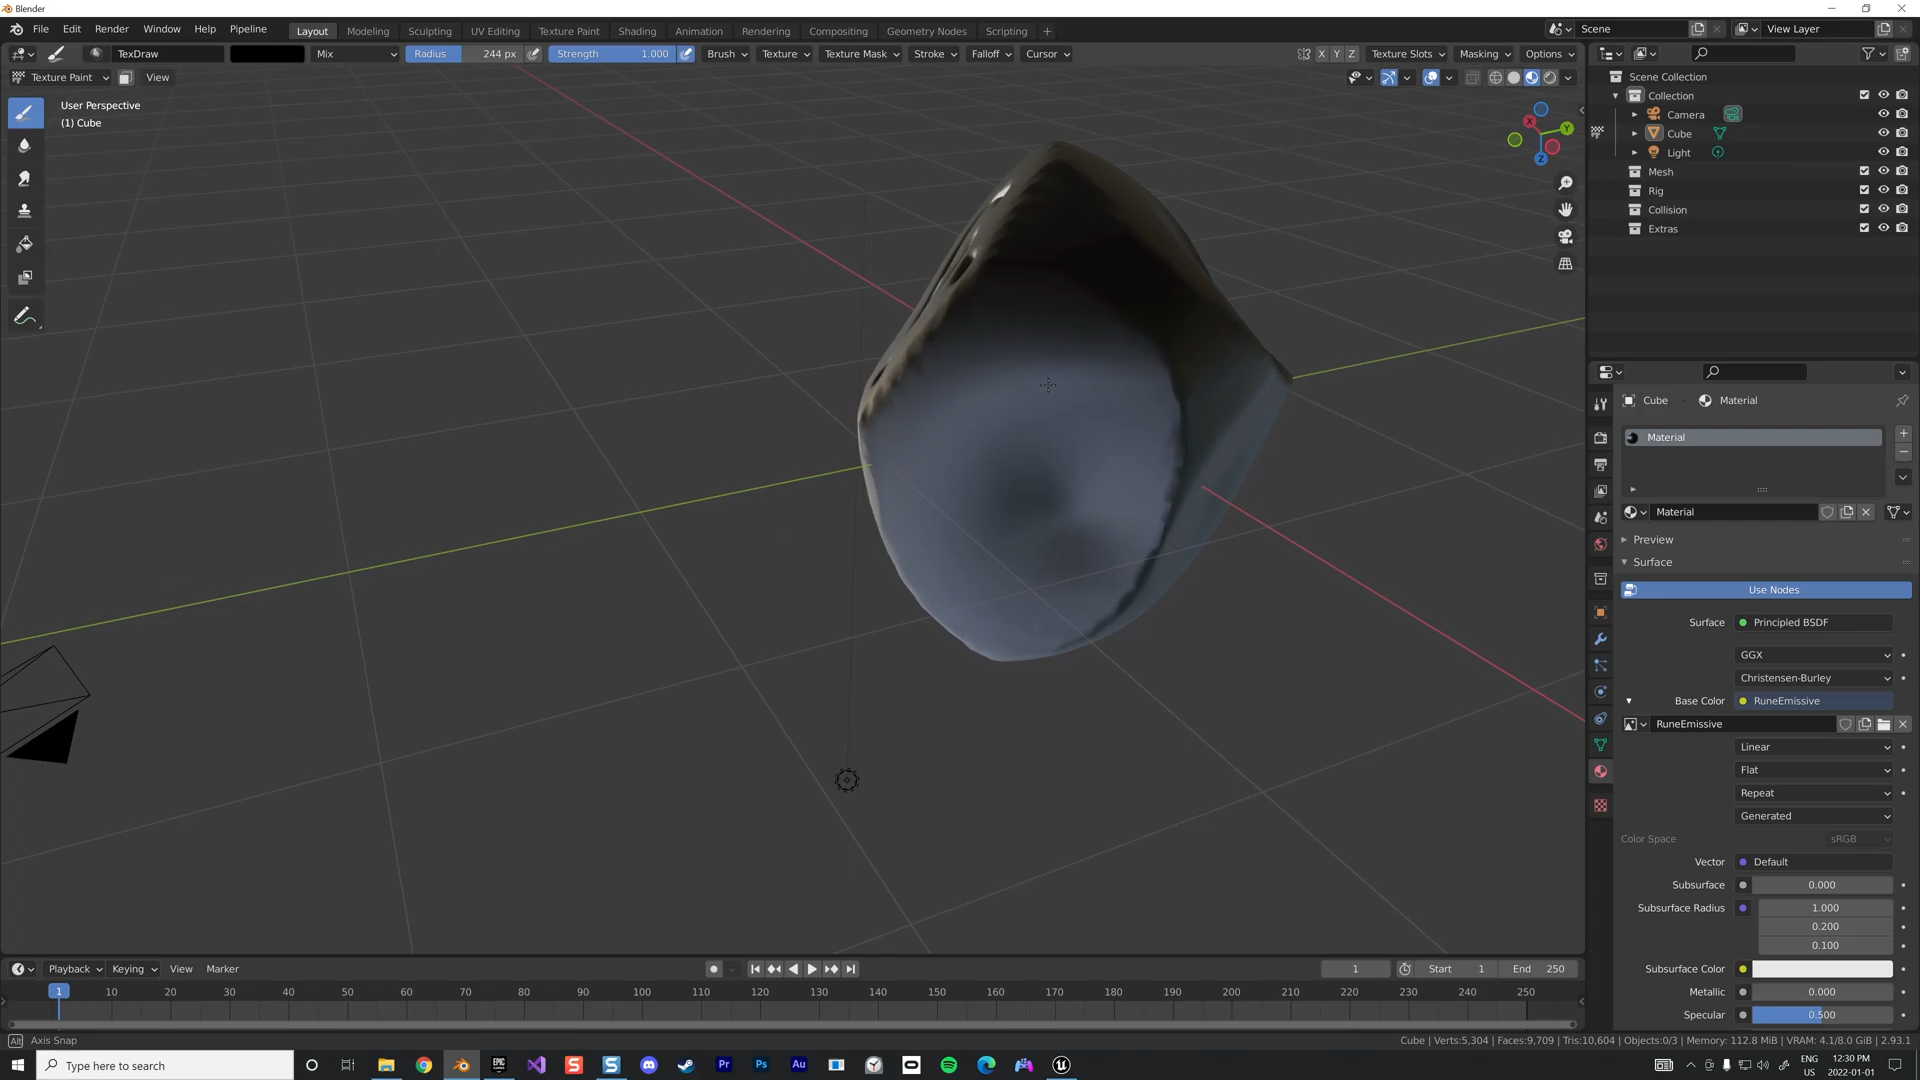 Blender
File Edit Render Window Help Pipeline Layout Modeling Sculpting UV Editing Texture Paint Shading Animation Rendering Compositing Geometry Nodes Scripting + Scene View Layer
TexDraw Mix Radius 244 px Strength 1.000 Brush Texture Texture Mask Stroke Falloff Cursor X Y Z Texture Slots Masking Options
Texture Paint View
User Perspective
(1) Cube
X Y Z
Scene Collection
Collection
Camera
Cube
Light
Mesh
Rig
Collision
Extras
Cube Material
Material
Material
Preview
Surface
Use Nodes
Surface Principled BSDF
GGX
Christensen-Burley
Base Color RuneEmissive
RuneEmissive
Linear
Flat
Repeat
Generated
Color Space sRGB
Vector Default
Subsurface 0.000
Subsurface Radius 1.000
0.200
0.100
Subsurface Color
Metallic 0.000
Specular 0.500
Playback Keying View Marker 1 Start 1 End 250
1 10 20 30 40 50 60 70 80 90 100 110 120 130 140 150 160 170 180 190 200 210 220 230 240 250
Alt Axis Snap Cube | Verts:5,304 | Faces:9,709 | Tris:10,604 | Objects:0/3 | Memory: 112.8 MiB | VRAM: 4.1/8.0 GiB | 2.93.1
Type here to search EPIC S S Pr Ps Au ENG US 12:30 PM 2022-01-01